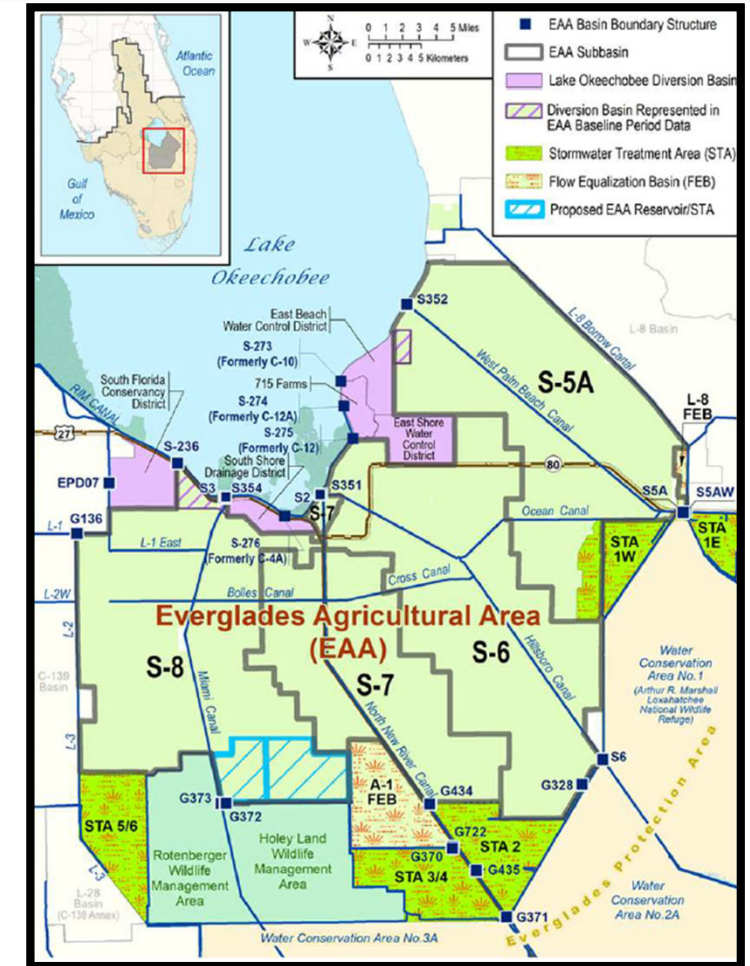 Atlantic
Ocean
Gulf
of
Mexico
N
W
E
S
0 1 2 3 4 5 Miles
0 1 2 3 4 5 Kilometers
EAA Basin Boundary Structure
EAA Subbasin
Lake Okeechobee Diversion Basin
Diversion Basin Represented in
EAA Baseline Period Data
Stormwater Treatment Area (STA)
Flow Equalization Basin (FEB)
Proposed EAA Reservoir/STA
Lake
Okeechobee
S352
L-8 Borrow Canal
L-8 Basin
East Beach
Water Control District
S-273
(Formerly C-10)
West Palm Beach Canal
S-5A
South Florida
Conservancy
District
715 Farms
S-274
(Formerly C-12A)
S-275
(Formerly C-12)
RIM CANAL
L-8
FEB
East Shore
Water
Control
District
27
S-236
South Shore
Drainage District
80
EPD07
S3
S354
S2
S351
S-7
S5A
S5AW
L-1
G136
Ocean Canal
L-1 East
S-276
(Formerly C-4A)
STA
1W
STA
1E
Cross Canal
L-2W
Bolles Canal
Everglades Agricultural Area
(EAA)
L-2
S-8
S-7
S-6
Hillsboro Canal
Water
Conservation
Area No.1
(Arthur R. Marshall
Loxahatchee
National Wildlife
Refuge)
C-139
Basin
Miami Canal
North New River Canal
L-3
S6
G328
A-1
FEB
G434
G373
G372
STA 5/6
G722
STA 2
Holey Land
Wildlife
Management
Area
Rotenberger
Wildlife
Management
Area
G370
G435
STA 3/4
L-3
L-28
Basin
(C-139 Annex)
G371
Water
Conservation
Area No.2A
Everglades Protection Area
Water Conservation Area No.3A